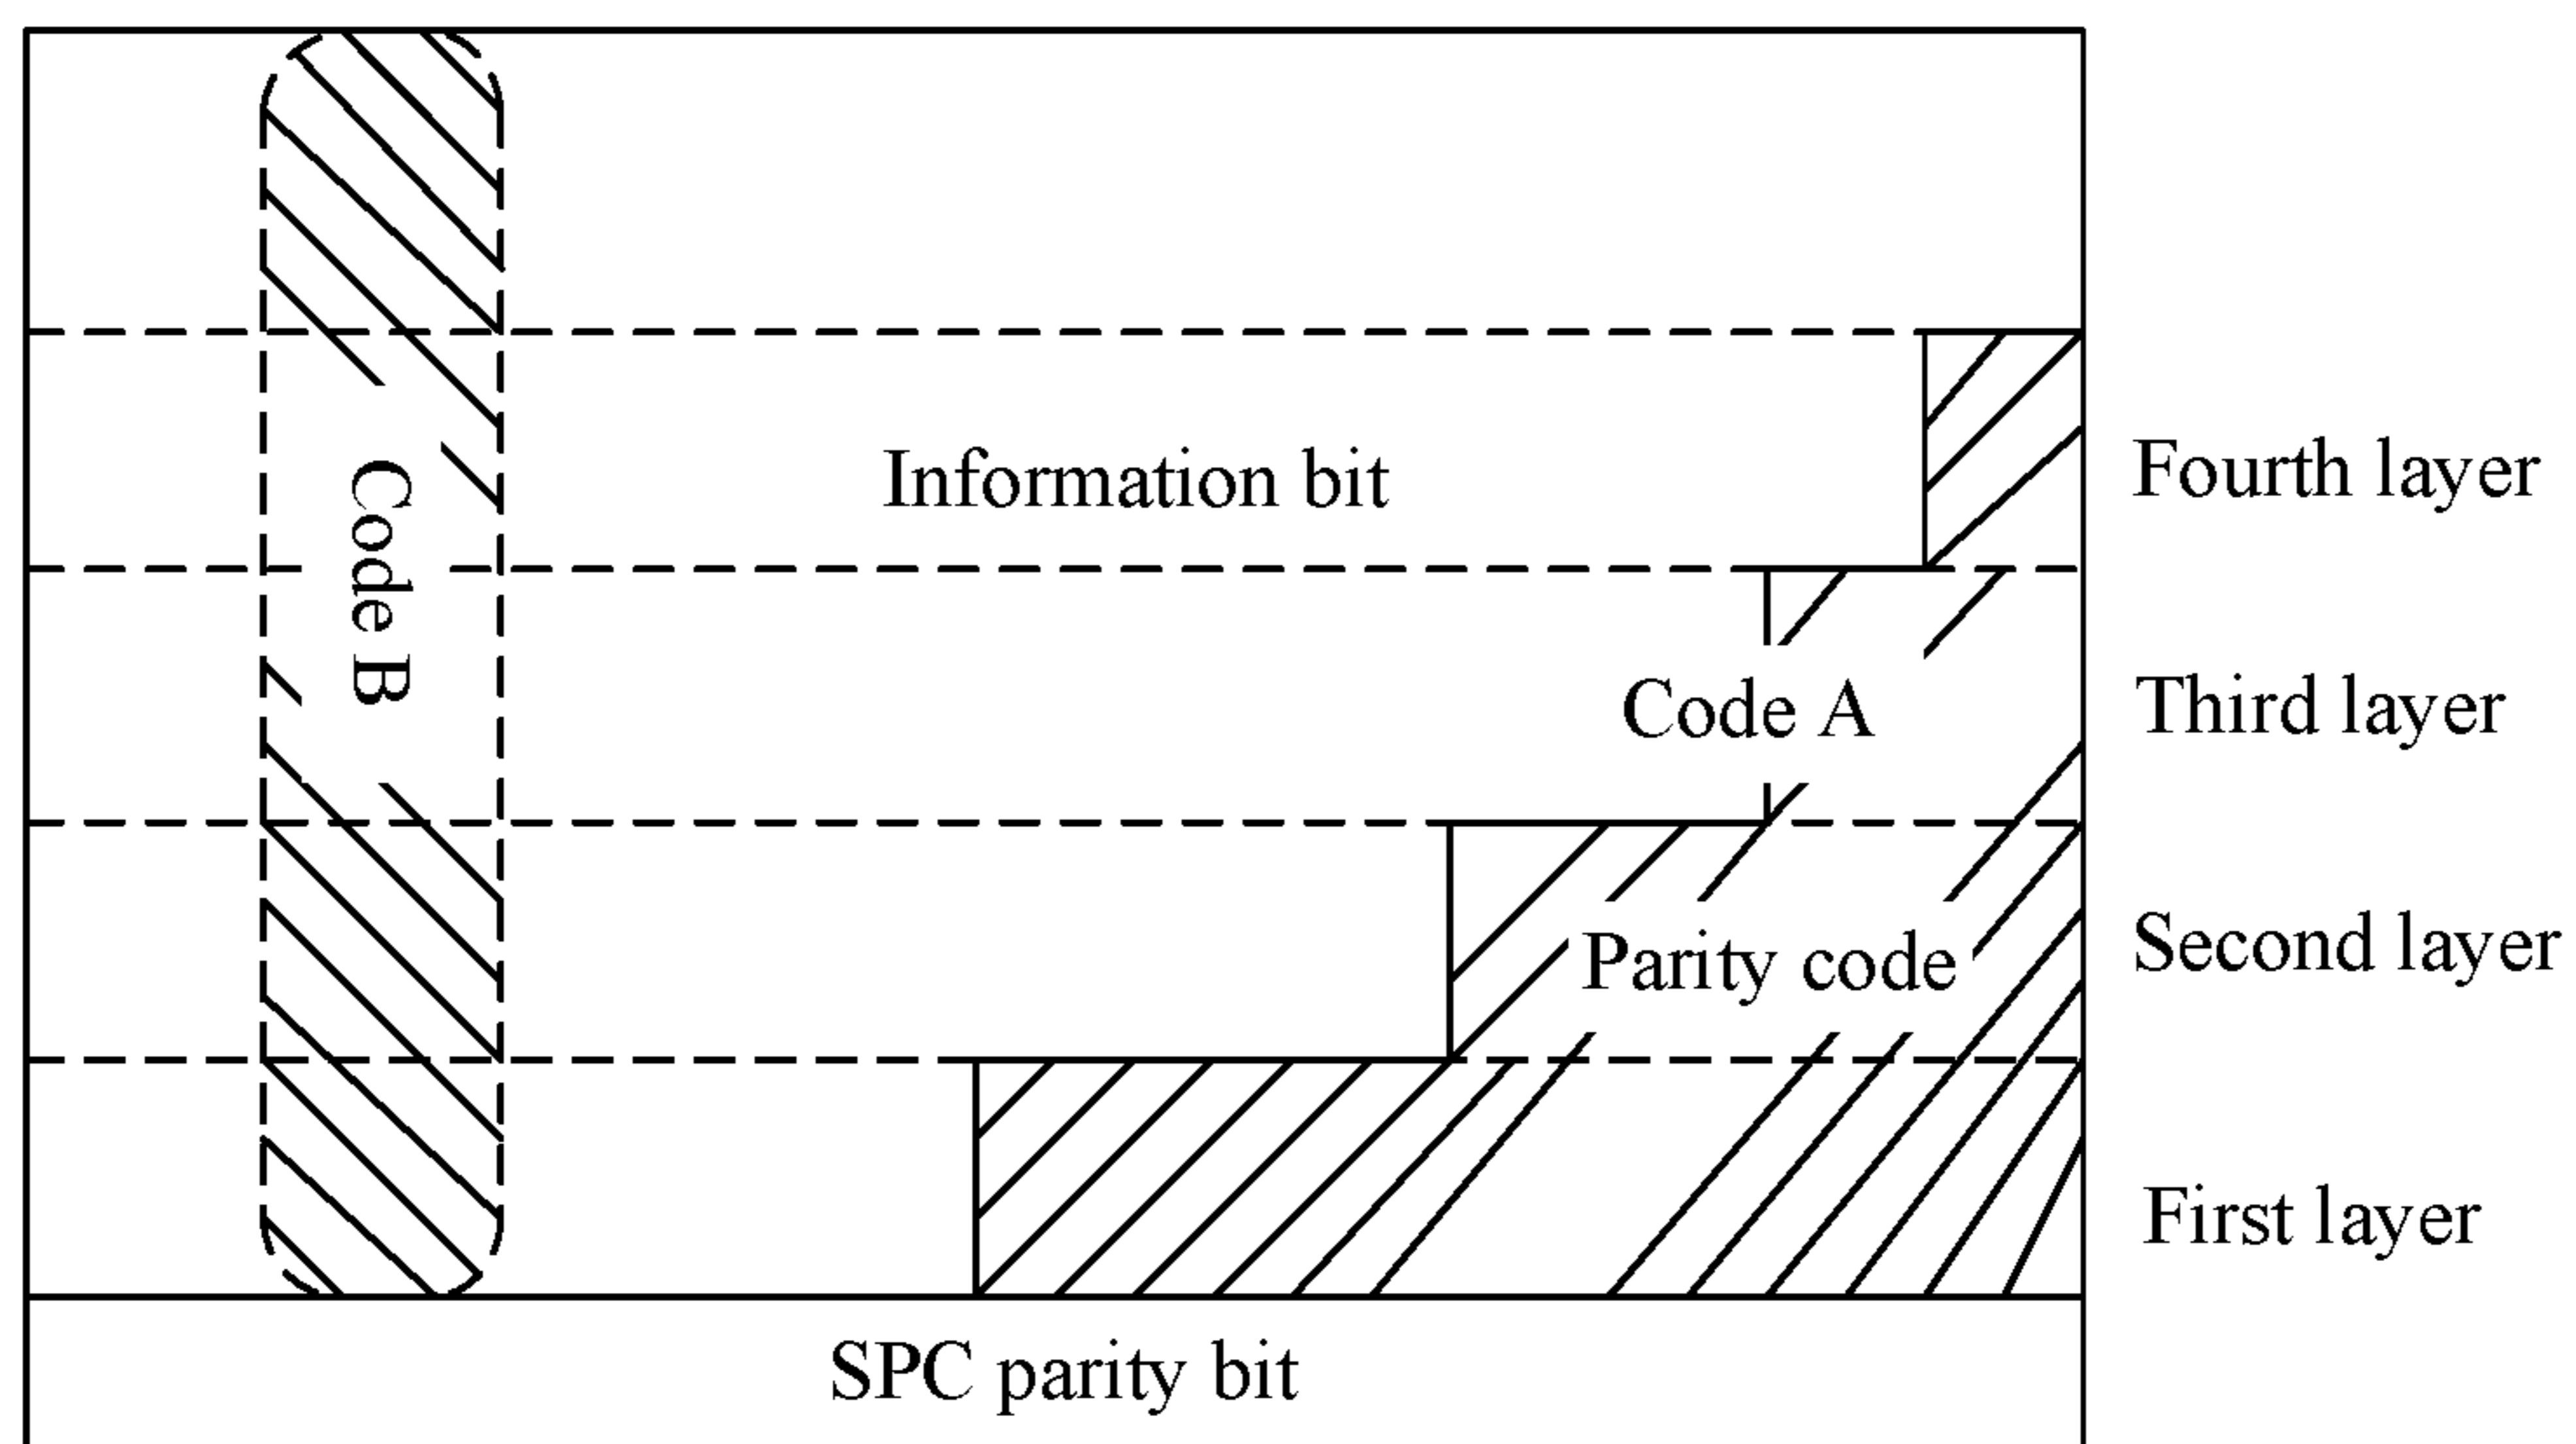 Code B
Information bit
Fourth layer
Code A
Third layer
Parity code
Second layer
First layer
SPC parity bit